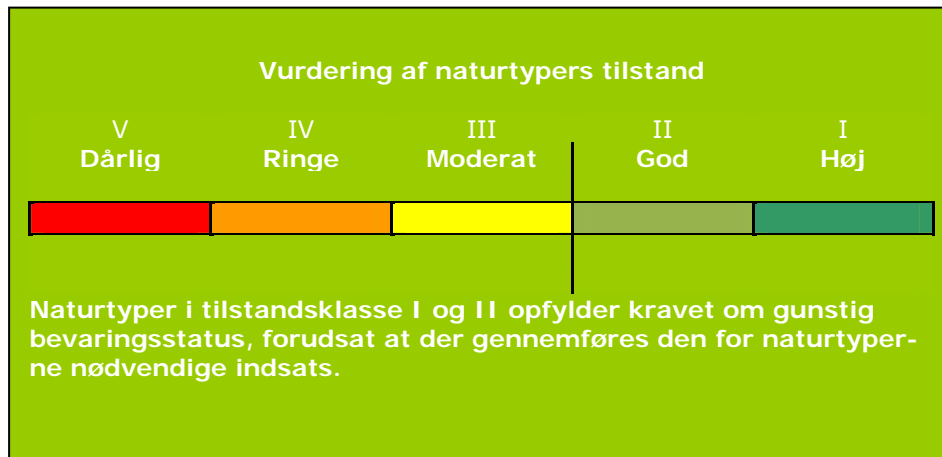 Vurdering af naturtypers tilstand
V IV III II I
Dårlig Ringe Moderat God Høj
Naturtyper i tilstandsklasse I og II opfylder kravet om gunstig
bevaringsstatus, forudsat at der gennemføres den for naturtyper-
ne nødvendige indsats.